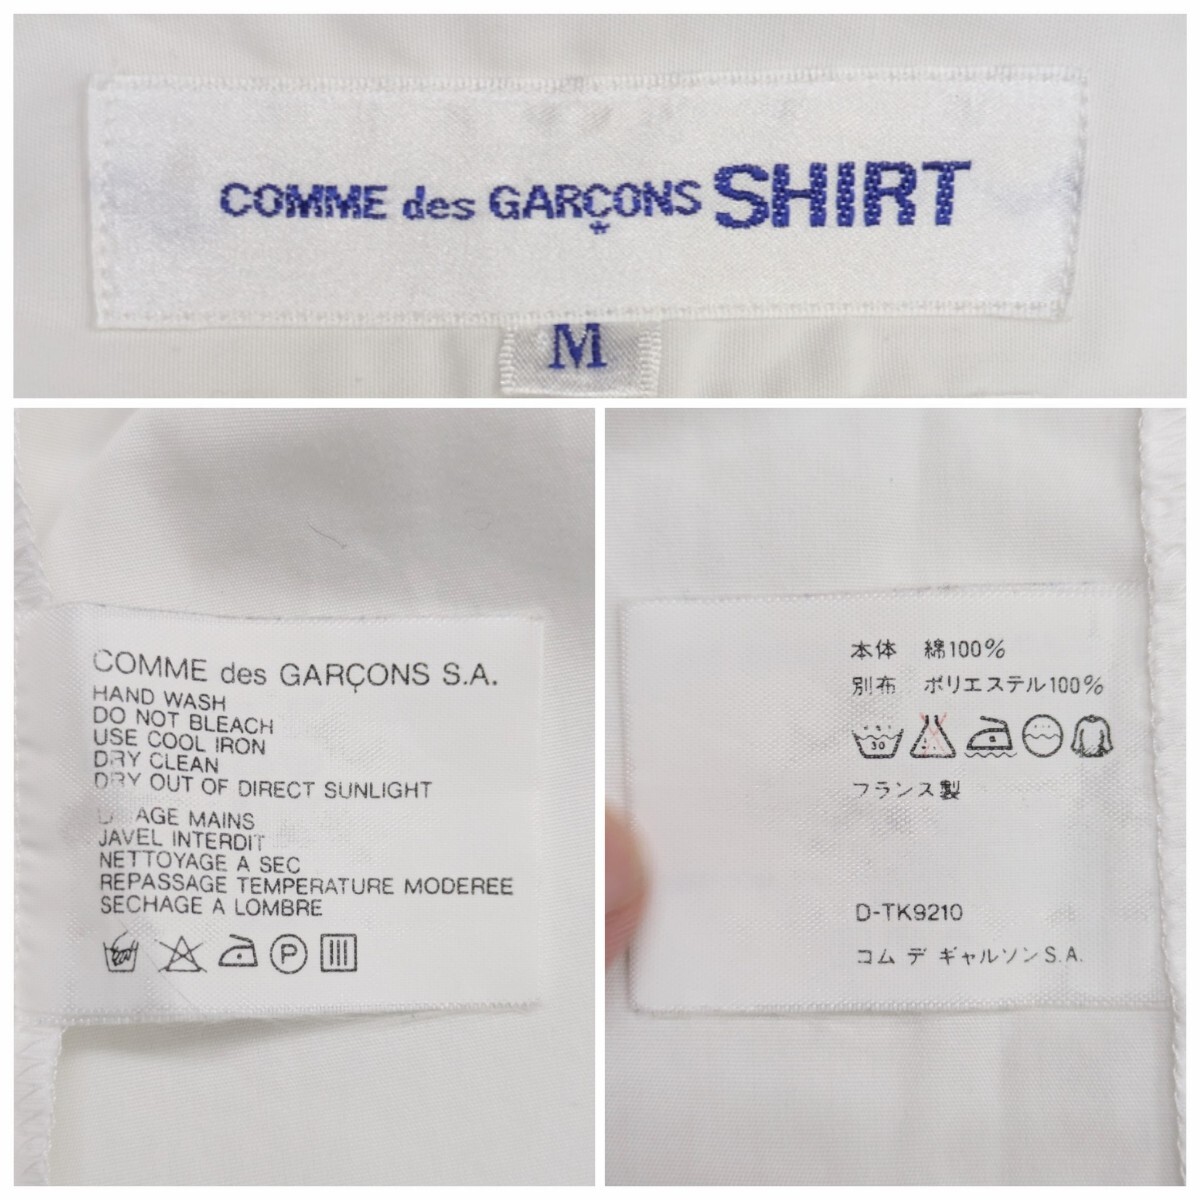 COMME des GARÇONS SHIRT
M
COMME des GARÇONS S.A.
HAND WASH
DO NOT BLEACH
USE COOL IRON
DRY CLEAN
DRY OUT OF DIRECT SUNLIGHT
AGE MAINS
JAVEL INTERDIT
NETTOYAGE A SEC
REPASSAGE TEMPERATURE MODEREE
SECHAGE A LOMBRE
P
本体 綿100%
別布 ポリエステル100%
30
フランス製
D-TK9210
コム デ ギャルソン S.A.